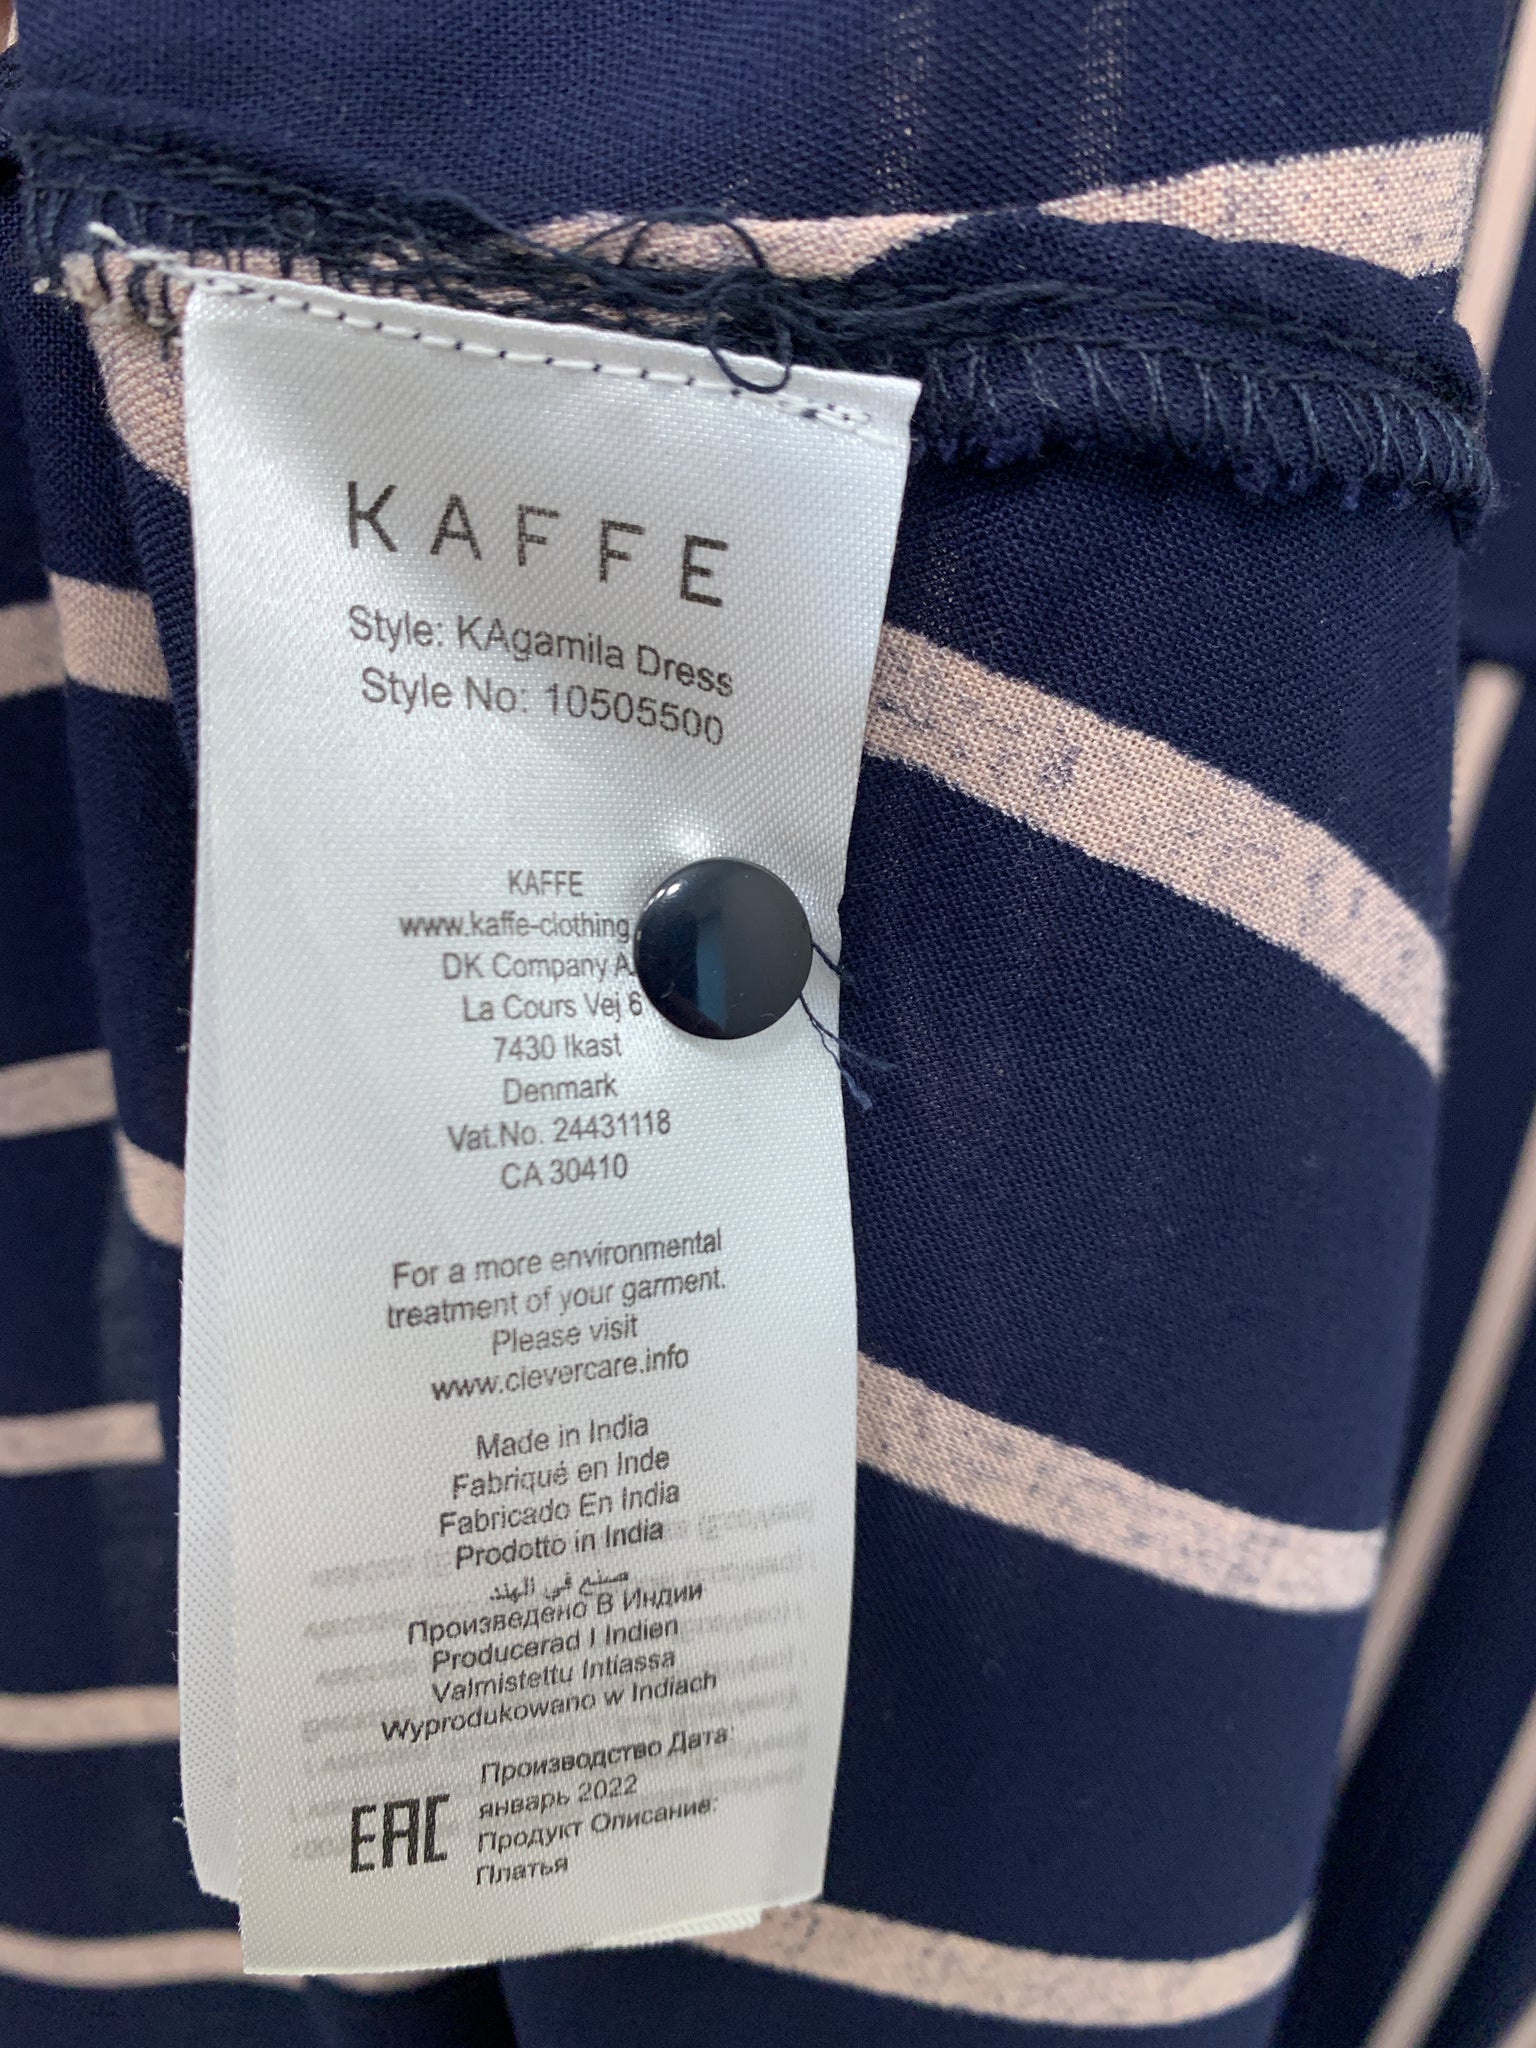 KAFFE
Style: KAgamila Dress
Style No: 10505500
KAFFE
www.kaffe-clothing.
DK Company A
La Cours Vej 6
7430 Ikast
Denmark
Vat.No. 24431118
CA 30410
For a more environmental
treatment of your garment.
Please visit
www.clevercare.info
Made in India
Fabriqué en Inde
Fabricado En India
Prodotto in India
صنع في الهند.
Произведено В Индии
Producerad I Indien
Valmistettu Intiassa
Wyprodukowano w Indiach
Производство Дата:
январь 2022
EAC Продукт Описание:
Платья